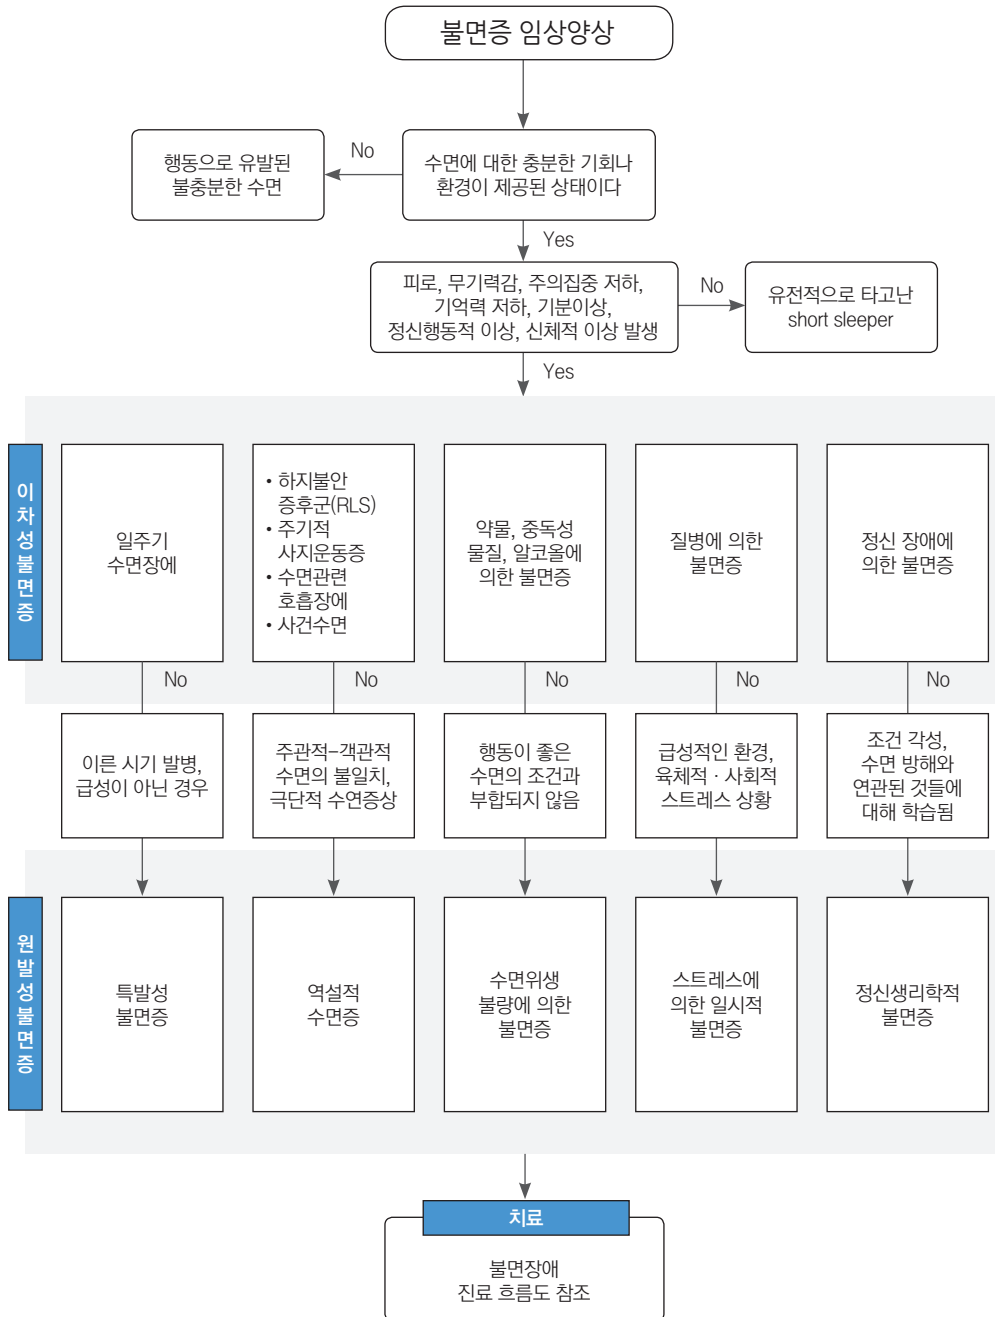 불면증 임상양상
No
행동으로 유발된
불충분한 수면
수면에 대한 충분한 기회나
환경이 제공된 상태이다
Yes
피로, 무기력감, 주의집중 저하,
기억력 저하, 기분이상,
정신행동적 이상, 신체적 이상 발생
No
유전적으로 타고난
short sleeper
Yes
이차성불면증
일주기
수면장에
• 하지불안
증후군(RLS)
• 주기적
사지운동증
• 수면관련
호흡장에
• 사건수면
약물, 중독성
물질, 알코올에
의한 불면증
질병에 의한
불면증
정신 장애에
의한 불면증
No
No
No
No
No
이른 시기 발병,
급성이 아닌 경우
주관적-객관적
수면의 불일치,
극단적 수연증상
행동이 좋은
수면의 조건과
부합되지 않음
급성적인 환경,
육체적 · 사회적
스트레스 상황
조건 각성,
수면 방해와
연관된 것들에
대해 학습됨
원발성불면증
특발성
불면증
역설적
수면증
수면위생
불량에 의한
불면증
스트레스에
의한 일시적
불면증
정신생리학적
불면증
치료
불면장애
진료 흐름도 참조